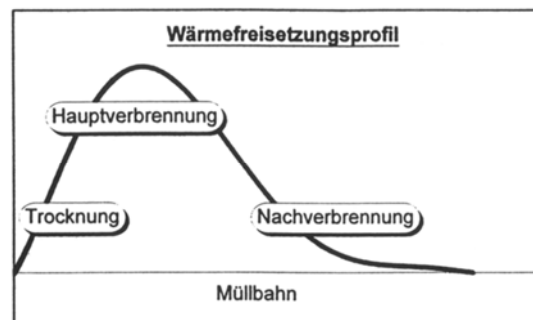 Wärmefreisetzungsprofil
Hauptverbrennung
Trocknung
Nachverbrennung
Müllbahn